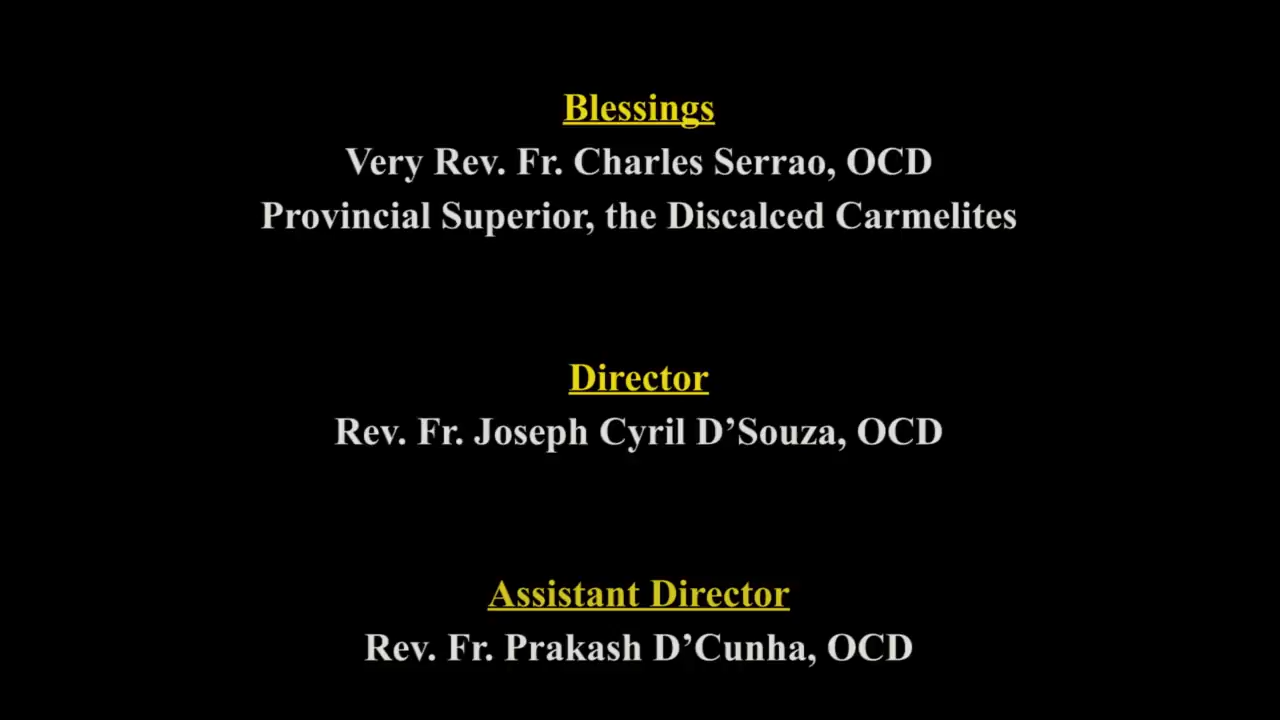 Blessings
Very Rev. Fr. Charles Serrao, OCD
Provincial Superior, the Discalced Carmelites
Director
Rev. Fr. Joseph Cyril D’Souza, OCD
Assistant Director
Rev. Fr. Prakash D’Cunha, OCD